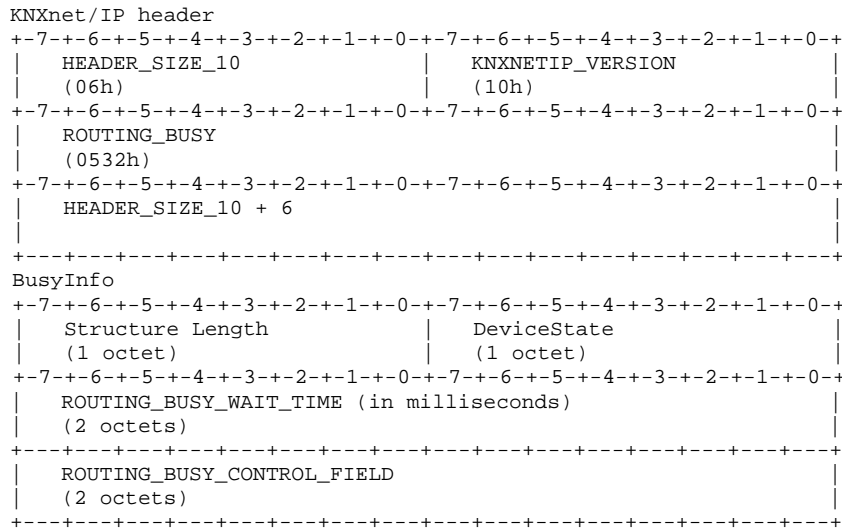 KNXnet/IP header
+-7-+-6-+-5-+-4-+-3-+-2-+-1-+-0-+-7-+-6-+-5-+-4-+-3-+-2-+-1-+-0-+
|   HEADER_SIZE_10              |   KNXNETIP_VERSION            |
|   (06h)                       |   (10h)                       |
+-7-+-6-+-5-+-4-+-3-+-2-+-1-+-0-+-7-+-6-+-5-+-4-+-3-+-2-+-1-+-0-+
|   ROUTING_BUSY                                                |
|   (0532h)                                                     |
+-7-+-6-+-5-+-4-+-3-+-2-+-1-+-0-+-7-+-6-+-5-+-4-+-3-+-2-+-1-+-0-+
|   HEADER_SIZE_10 + 6                                          |
|                                                               |
+---+---+---+---+---+---+---+---+---+---+---+---+---+---+---+---+
BusyInfo
+-7-+-6-+-5-+-4-+-3-+-2-+-1-+-0-+-7-+-6-+-5-+-4-+-3-+-2-+-1-+-0-+
|   Structure Length            |   DeviceState                 |
|   (1 octet)                   |   (1 octet)                   |
+-7-+-6-+-5-+-4-+-3-+-2-+-1-+-0-+-7-+-6-+-5-+-4-+-3-+-2-+-1-+-0-+
|   ROUTING_BUSY_WAIT_TIME (in milliseconds)                    |
|   (2 octets)                                                  |
+---+---+---+---+---+---+---+---+---+---+---+---+---+---+---+---+
|   ROUTING_BUSY_CONTROL_FIELD                                  |
|   (2 octets)                                                  |
+---+---+---+---+---+---+---+---+---+---+---+---+---+---+---+---+